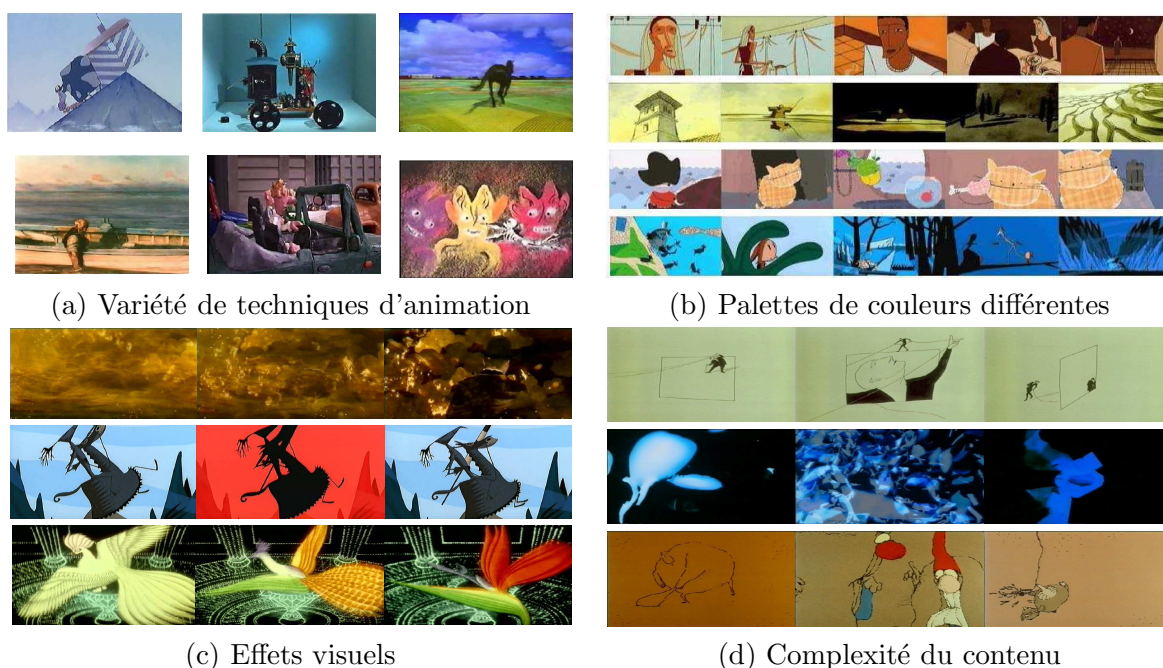 (a) Variété de techniques d'animation
(b) Palettes de couleurs différentes
(c) Effets visuels
(d) Complexité du contenu